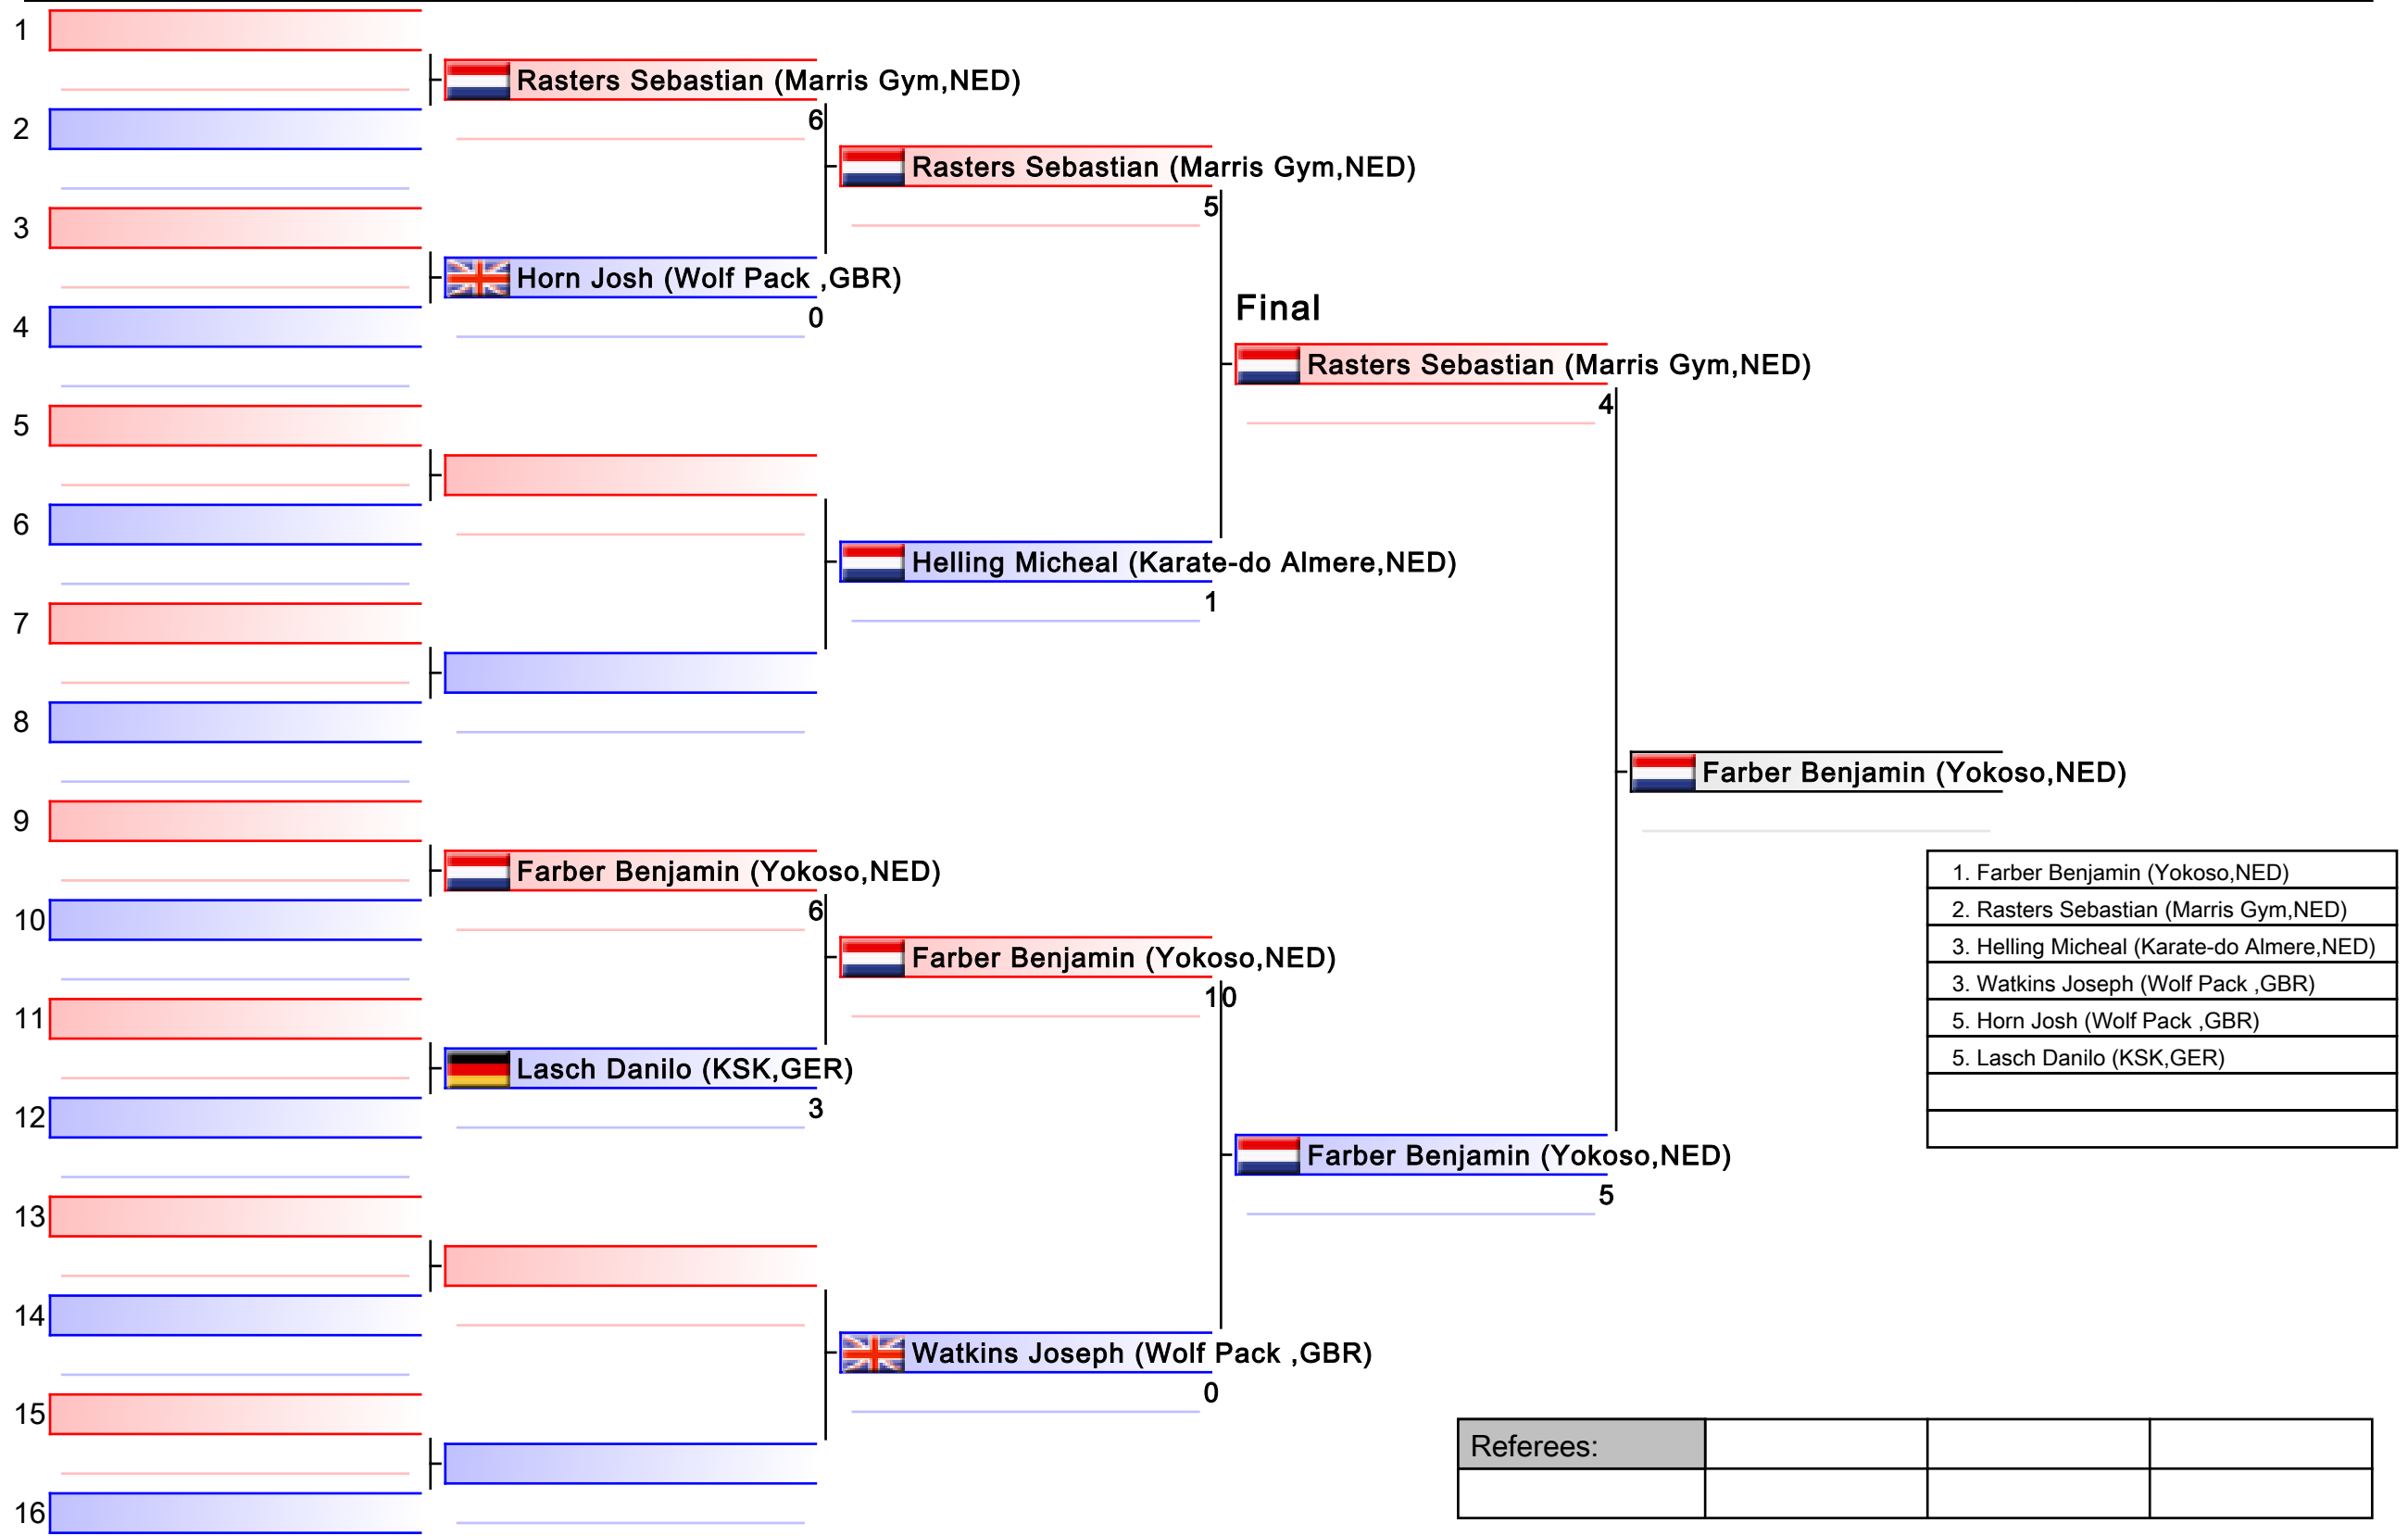 1
Rasters Sebastian (Marris Gym,NED)
6
2
Rasters Sebastian (Marris Gym,NED)
5
3
Horn Josh (Wolf Pack ,GBR)
0
4
Final
Rasters Sebastian (Marris Gym,NED)
4
5
6
Helling Micheal (Karate-do Almere,NED)
1
7
8
Farber Benjamin (Yokoso,NED)
9
Farber Benjamin (Yokoso,NED)
6
10
Farber Benjamin (Yokoso,NED)
10
11
Lasch Danilo (KSK,GER)
3
12
Farber Benjamin (Yokoso,NED)
5
13
14
Watkins Joseph (Wolf Pack ,GBR)
0
15
16
1. Farber Benjamin (Yokoso,NED)
2. Rasters Sebastian (Marris Gym,NED)
3. Helling Micheal (Karate-do Almere,NED)
3. Watkins Joseph (Wolf Pack ,GBR)
5. Horn Josh (Wolf Pack ,GBR)
5. Lasch Danilo (KSK,GER)
Referees: